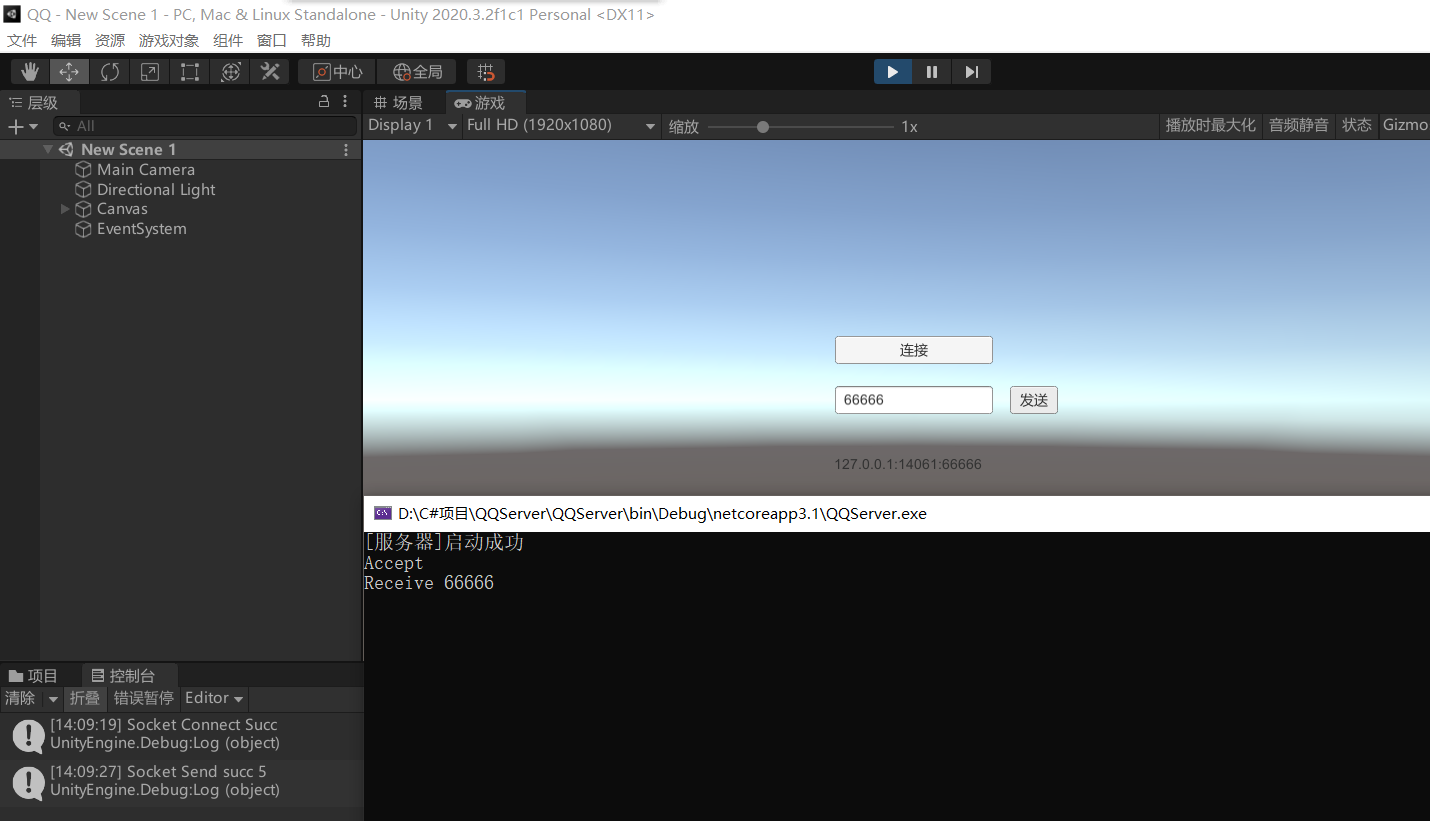 QQ - New Scene 1 - PC, Mac & Linux Standalone - Unity 2020.3.2f1c1 Personal <DX11>
文件 编辑 资源 游戏对象 组件 窗口 帮助
中心 全局
层级
All
New Scene 1
Main Camera
Directional Light
Canvas
EventSystem
场景 游戏
Display 1 Full HD (1920x1080) 缩放 1x 播放时最大化 音频静音 状态 Gizmo
连接
66666 发送
127.0.0.1:14061:66666
D:\C#项目\QQServer\QQServer\bin\Debug\netcoreapp3.1\QQServer.exe
[服务器]启动成功
Accept
Receive 66666
项目 控制台
清除 折叠 错误暂停 Editor
[14:09:19] Socket Connect Succ
UnityEngine.Debug:Log (object)
[14:09:27] Socket Send succ 5
UnityEngine.Debug:Log (object)